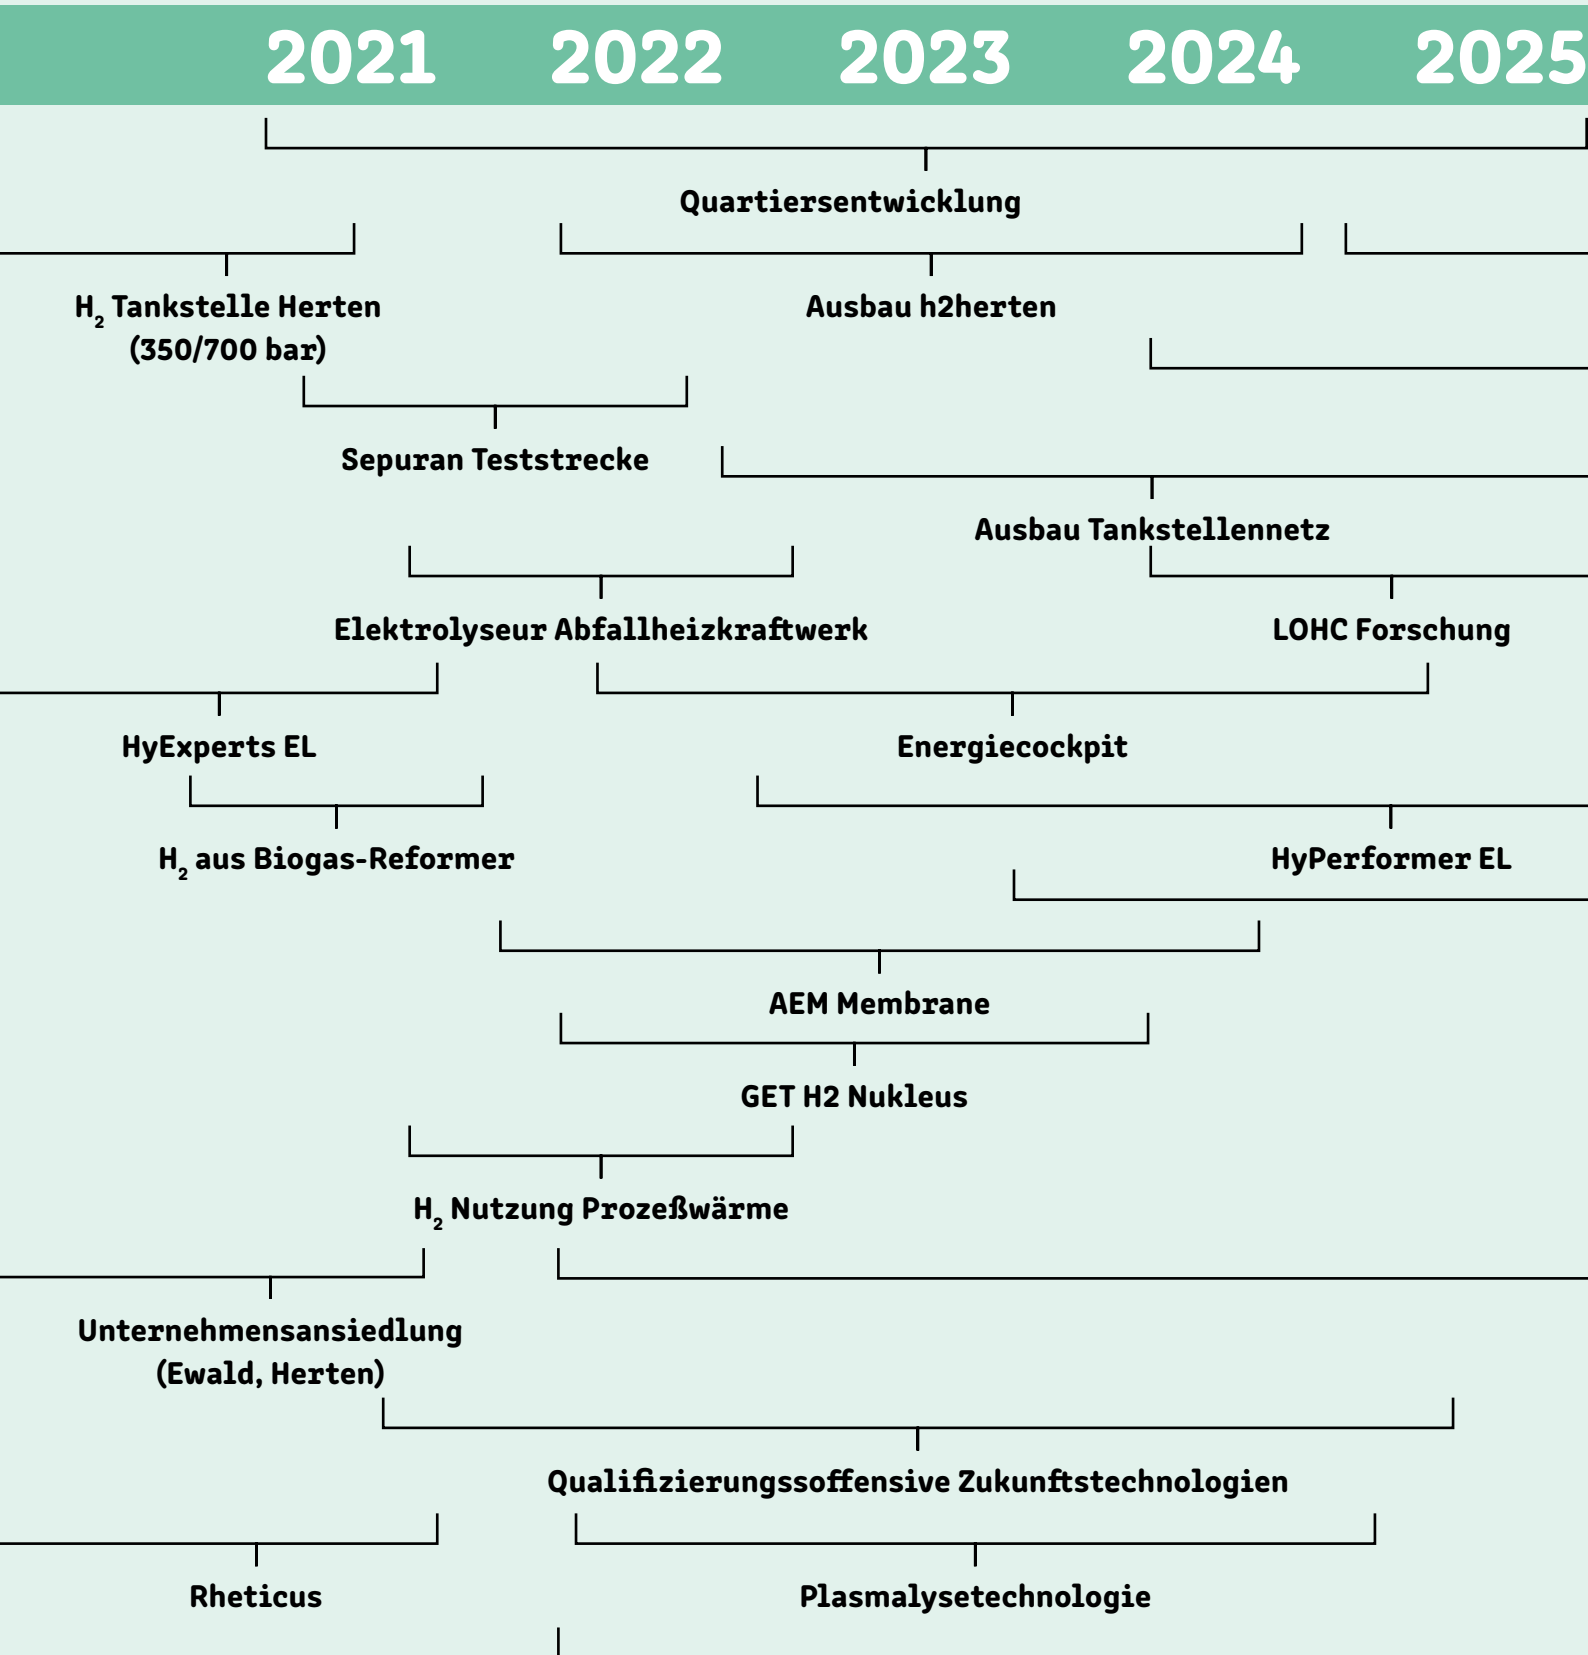 2021 2022 2023 2024 2025
Quartiersentwicklung
H₂ Tankstelle Herten
(350/700 bar)
Ausbau h2herten
Sepuran Teststrecke
Ausbau Tankstellennetz
Elektrolyseur Abfallheizkraftwerk
LOHC Forschung
HyExperts EL
Energiecockpit
H₂ aus Biogas-Reformer
HyPerformer EL
AEM Membrane
GET H2 Nukleus
H₂ Nutzung Prozeßwärme
Unternehmensansiedlung
(Ewald, Herten)
Qualifizierungssoffensive Zukunftstechnologien
Rheticus
Plasmalysetechnologie